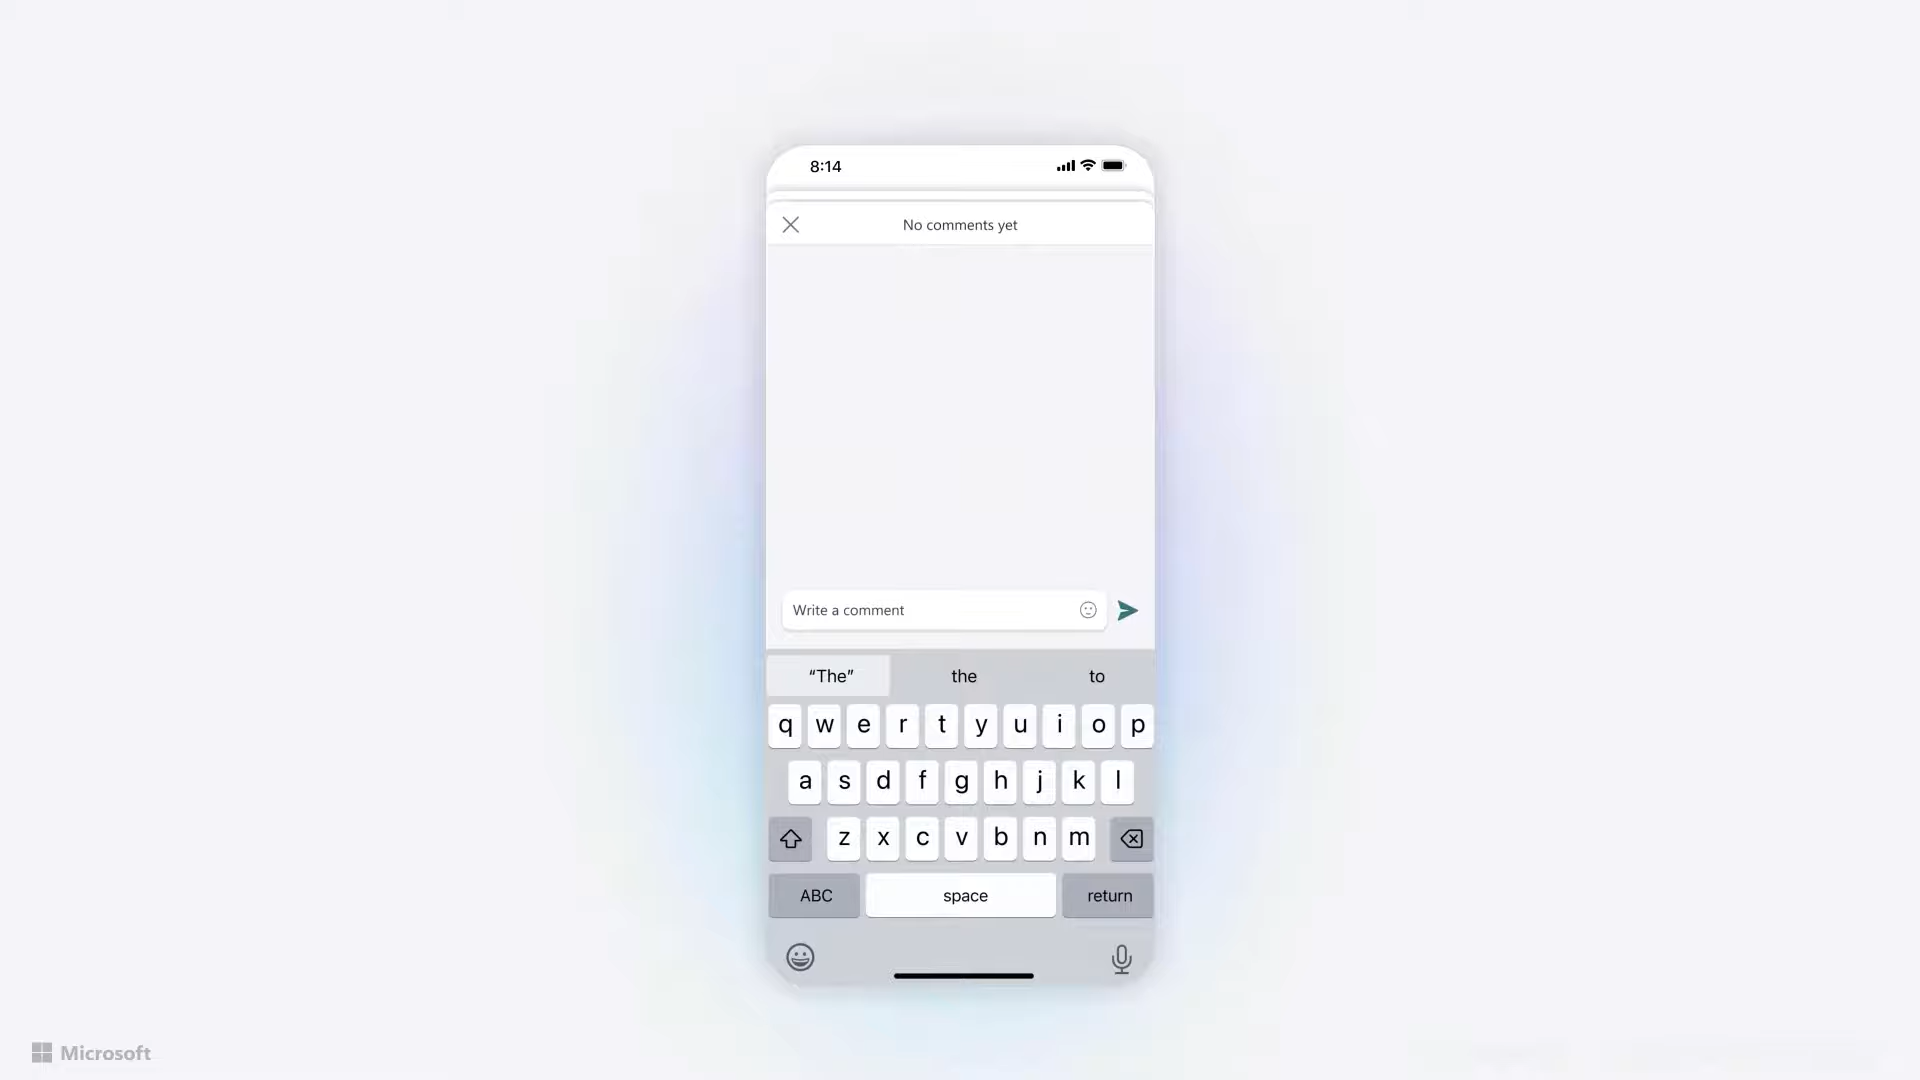 8:14
No comments yet
Write a comment
“The” the to
q w e r t y u i o p
a s d f g h j k l
z x c v b n m
ABC space return
Microsoft